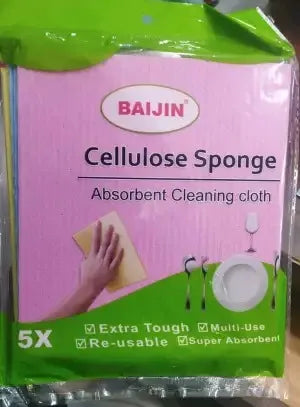 BAIJIN®
Cellulose Sponge
Absorbent Cleaning cloth
5X
☑ Extra Tough ☑ Multi-Use
☑ Re-usable ☑ Super Absorbent